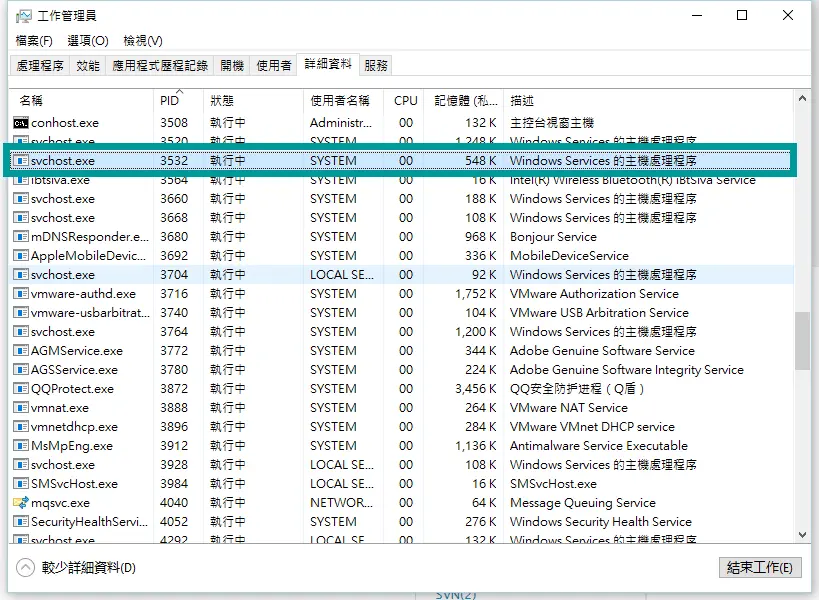 工作管理員
檔案(F) 選項(O) 檢視(V)
處理程序 效能 應用程式歷程記錄 開機 使用者 詳細資料 服務
名稱 PID 狀態 使用者名稱 CPU 記憶體 (私... 描述
conhost.exe 3508 執行中 Administr... 00 132 K 主控台視窗主機
svchost.exe 3520 執行中 SYSTEM 00 1,248 K Windows Services 的主機處理程序
svchost.exe 3532 執行中 SYSTEM 00 548 K Windows Services 的主機處理程序
ibtsiva.exe 3564 執行中 SYSTEM 00 16 K Intel(R) Wireless Bluetooth(R) iBtSiva Service
svchost.exe 3660 執行中 SYSTEM 00 188 K Windows Services 的主機處理程序
svchost.exe 3668 執行中 SYSTEM 00 108 K Windows Services 的主機處理程序
mDNSResponder.e... 3680 執行中 SYSTEM 00 968 K Bonjour Service
AppleMobileDevic... 3692 執行中 SYSTEM 00 336 K MobileDeviceService
svchost.exe 3704 執行中 LOCAL SE... 00 92 K Windows Services 的主機處理程序
vmware-authd.exe 3716 執行中 SYSTEM 00 1,752 K VMware Authorization Service
vmware-usbarbitrat... 3740 執行中 SYSTEM 00 104 K VMware USB Arbitration Service
svchost.exe 3764 執行中 SYSTEM 00 1,200 K Windows Services 的主機處理程序
AGMService.exe 3772 執行中 SYSTEM 00 344 K Adobe Genuine Software Service
AGSService.exe 3780 執行中 SYSTEM 00 224 K Adobe Genuine Software Integrity Service
QQProtect.exe 3872 執行中 SYSTEM 00 3,456 K QQ安全防护进程（Q盾）
vmnat.exe 3888 執行中 SYSTEM 00 264 K VMware NAT Service
vmnetdhcp.exe 3896 執行中 SYSTEM 00 284 K VMware VMnet DHCP service
MsMpEng.exe 3912 執行中 SYSTEM 00 1,136 K Antimalware Service Executable
svchost.exe 3928 執行中 LOCAL SE... 00 108 K Windows Services 的主機處理程序
SMSvcHost.exe 3984 執行中 LOCAL SE... 00 16 K SMSvcHost.exe
mqsvc.exe 4040 執行中 NETWOR... 00 64 K Message Queuing Service
SecurityHealthServi... 4052 執行中 SYSTEM 00 276 K Windows Security Health Service
svchost.exe 4292 執行中 LOCAL SE... 00 132 K Windows Services 的主機處理程序
較少詳細資料(D) 結束工作(E)
SVN(2)